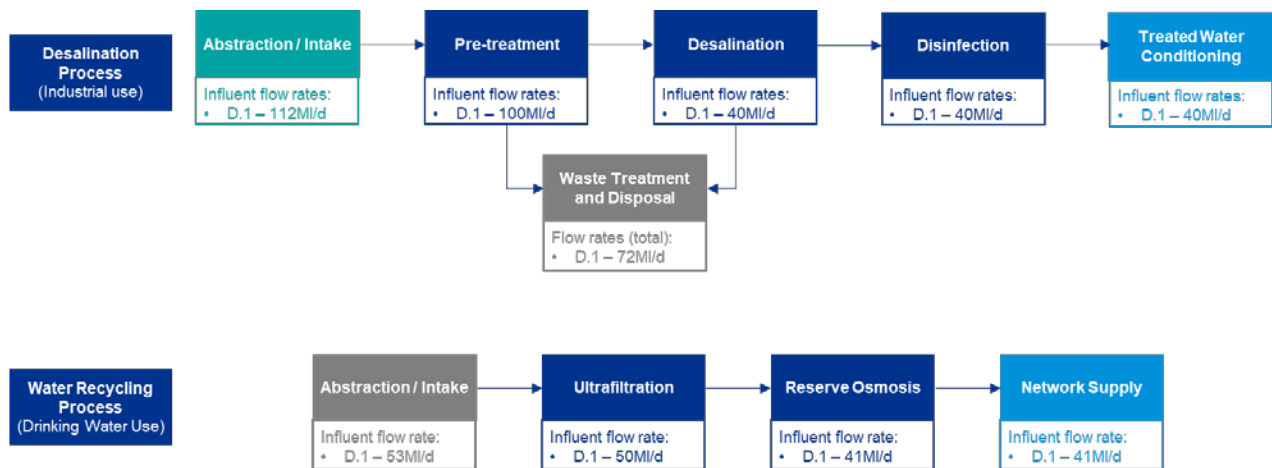 Desalination
Process
(Industrial use)
Abstraction / Intake
Influent flow rates:
• D.1 – 112Ml/d
Pre-treatment
Influent flow rates:
• D.1 – 100Ml/d
Desalination
Influent flow rates:
• D.1 – 40Ml/d
Disinfection
Influent flow rates:
• D.1 – 40Ml/d
Treated Water
Conditioning
Influent flow rates:
• D.1 – 40Ml/d
Waste Treatment
and Disposal
Flow rates (total):
• D.1 – 72Ml/d
Water Recycling
Process
(Drinking Water Use)
Abstraction / Intake
Influent flow rate:
• D.1 – 53Ml/d
Ultrafiltration
Influent flow rate:
• D.1 – 50Ml/d
Reserve Osmosis
Influent flow rate:
• D.1 – 41Ml/d
Network Supply
Influent flow rate:
• D.1 – 41Ml/d